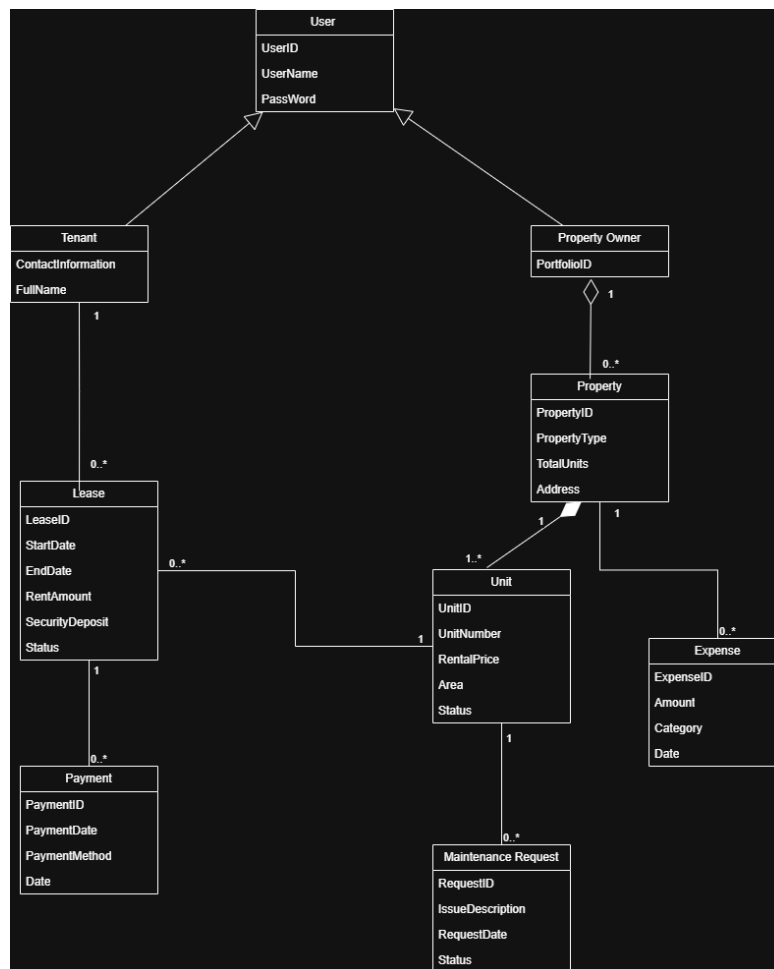 User
UserID
UserName
PassWord
Tenant
ContactInformation
FullName
1
Property Owner
PortfolioID
1
0..*
Property
PropertyID
PropertyType
TotalUnits
Address
1
1
0..*
Lease
LeaseID
StartDate
EndDate
RentAmount
SecurityDeposit
Status
0..*
1
1
1..*
Unit
UnitID
UnitNumber
RentalPrice
Area
Status
1
0..*
Expense
ExpenseID
Amount
Category
Date
0..*
Payment
PaymentID
PaymentDate
PaymentMethod
Date
0..*
Maintenance Request
RequestID
IssueDescription
RequestDate
Status